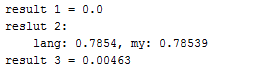 result 1 = 0.0
reslut 2:
    lang: 0.7854, my: 0.78539
result 3 = 0.00463